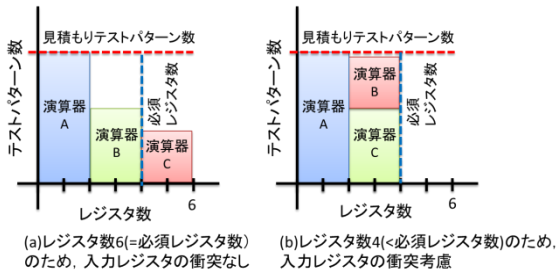 見積もりテストパターン数
テストパターン数
演算器
A
演算器
B
演算器
C
必須
レジスタ数
6
レジスタ数
(a)レジスタ数6(=必須レジスタ数)
のため，入力レジスタの衝突なし
見積もりテストパターン数
テストパターン数
演算器
A
演算器
B
演算器
C
必須
レジスタ数
6
レジスタ数
(b)レジスタ数4(<必須レジスタ数)のため，
入力レジスタの衝突考慮